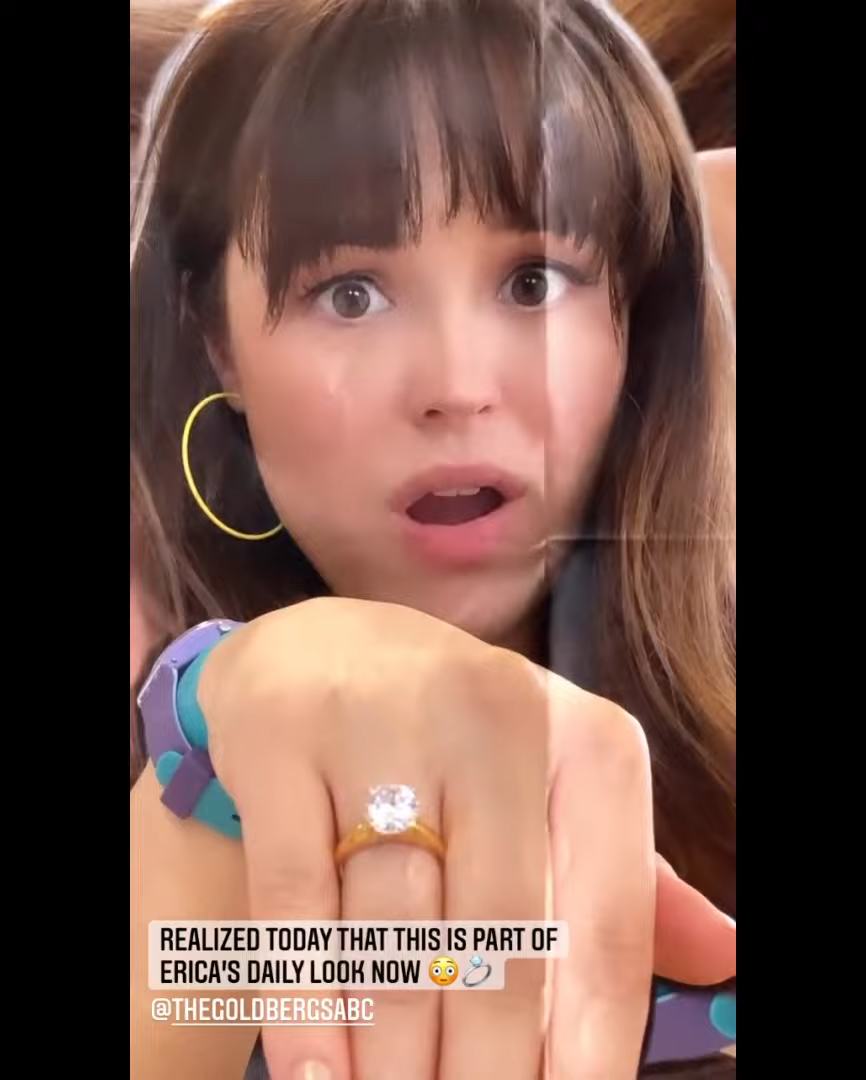 REALIZED TODAY THAT THIS IS PART OF
ERICA'S DAILY LOOK NOW 😳💍
@THEGOLDBERGSABC